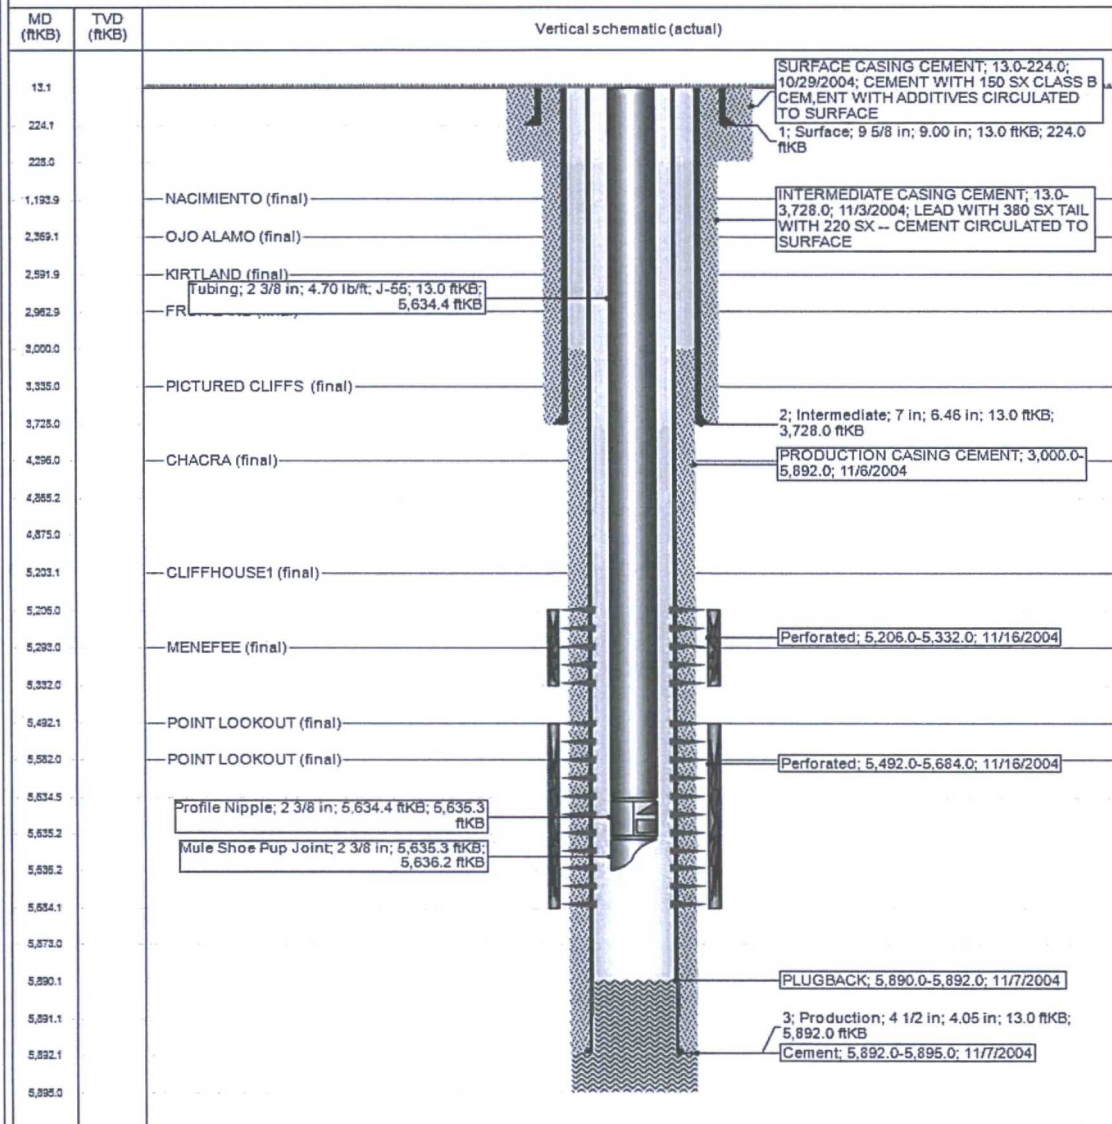 MD
(ftKB)
TVD
(ftKB)
Vertical schematic (actual)
13.1
224.1
228.0
1,193.9
2,369.1
2,591.9
2,962.9
3,000.0
3,335.0
3,728.0
4,396.0
4,865.2
4,875.0
5,203.1
5,206.0
5,293.0
5,332.0
5,492.1
5,582.0
5,634.5
5,635.2
5,636.2
5,684.1
5,873.0
5,890.1
5,891.1
5,892.1
5,895.0
NACIMIENTO (final)
OJO ALAMO (final)
KIRTLAND (final)
Tubing; 2 3/8 in; 4.70 lb/ft; J-55; 13.0 ftKB;
5,634.4 ftKB
PICTURED CLIFFS (final)
CHACRA (final)
CLIFFHOUSE1 (final)
MENEFEE (final)
POINT LOOKOUT (final)
POINT LOOKOUT (final)
Profile Nipple; 2 3/8 in; 5,634.4 ftKB; 5,635.3
ftKB
Mule Shoe Pup Joint; 2 3/8 in; 5,635.3 ftKB;
5,636.2 ftKB
SURFACE CASING CEMENT; 13.0-224.0;
10/29/2004; CEMENT WITH 150 SX CLASS B
CEM,ENT WITH ADDITIVES CIRCULATED
TO SURFACE
1; Surface; 9 5/8 in; 9.00 in; 13.0 ftKB; 224.0
ftKB
INTERMEDIATE CASING CEMENT; 13.0-
3,728.0; 11/3/2004; LEAD WITH 380 SX TAIL
WITH 220 SX -- CEMENT CIRCULATED TO
SURFACE
2; Intermediate; 7 in; 6.46 in; 13.0 ftKB;
3,728.0 ftKB
PRODUCTION CASING CEMENT; 3,000.0-
5,892.0; 11/6/2004
Perforated; 5,206.0-5,332.0; 11/16/2004
Perforated; 5,492.0-5,684.0; 11/16/2004
PLUGBACK; 5,890.0-5,892.0; 11/7/2004
3; Production; 4 1/2 in; 4.05 in; 13.0 ftKB;
5,892.0 ftKB
Cement; 5,892.0-5,895.0; 11/7/2004